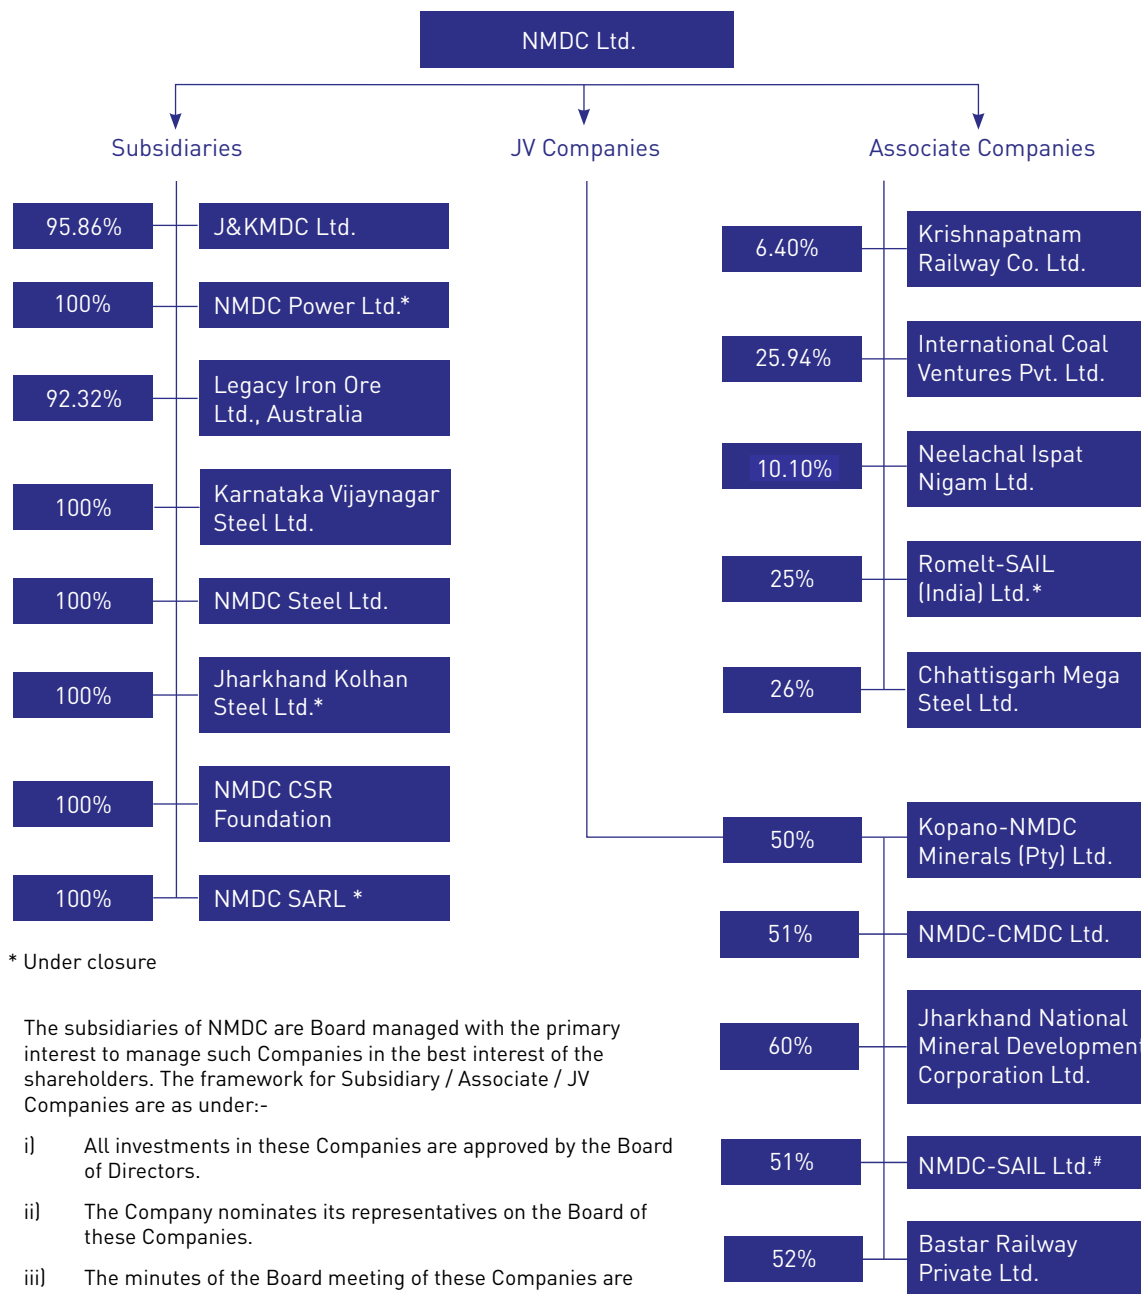 NMDC Ltd.
Subsidiaries
JV Companies
Associate Companies
95.86%
J&KMDC Ltd.
100%
NMDC Power Ltd.*
92.32%
Legacy Iron Ore
Ltd., Australia
100%
Karnataka Vijaynagar
Steel Ltd.
100%
NMDC Steel Ltd.
100%
Jharkhand Kolhan
Steel Ltd.*
100%
NMDC CSR
Foundation
100%
NMDC SARL *
* Under closure
6.40%
Krishnapatnam
Railway Co. Ltd.
25.94%
International Coal
Ventures Pvt. Ltd.
10.10%
Neelachal Ispat
Nigam Ltd.
25%
Romelt-SAIL
(India) Ltd.*
26%
Chhattisgarh Mega
Steel Ltd.
50%
Kopano-NMDC
Minerals (Pty) Ltd.
51%
NMDC-CMDC Ltd.
60%
Jharkhand National
Mineral Development
Corporation Ltd.
51%
NMDC-SAIL Ltd.#
52%
Bastar Railway
Private Ltd.
The subsidiaries of NMDC are Board managed with the primary
interest to manage such Companies in the best interest of the
shareholders. The framework for Subsidiary / Associate / JV
Companies are as under:-
i) All investments in these Companies are approved by the Board
of Directors.
ii) The Company nominates its representatives on the Board of
these Companies.
iii) The minutes of the Board meeting of these Companies are